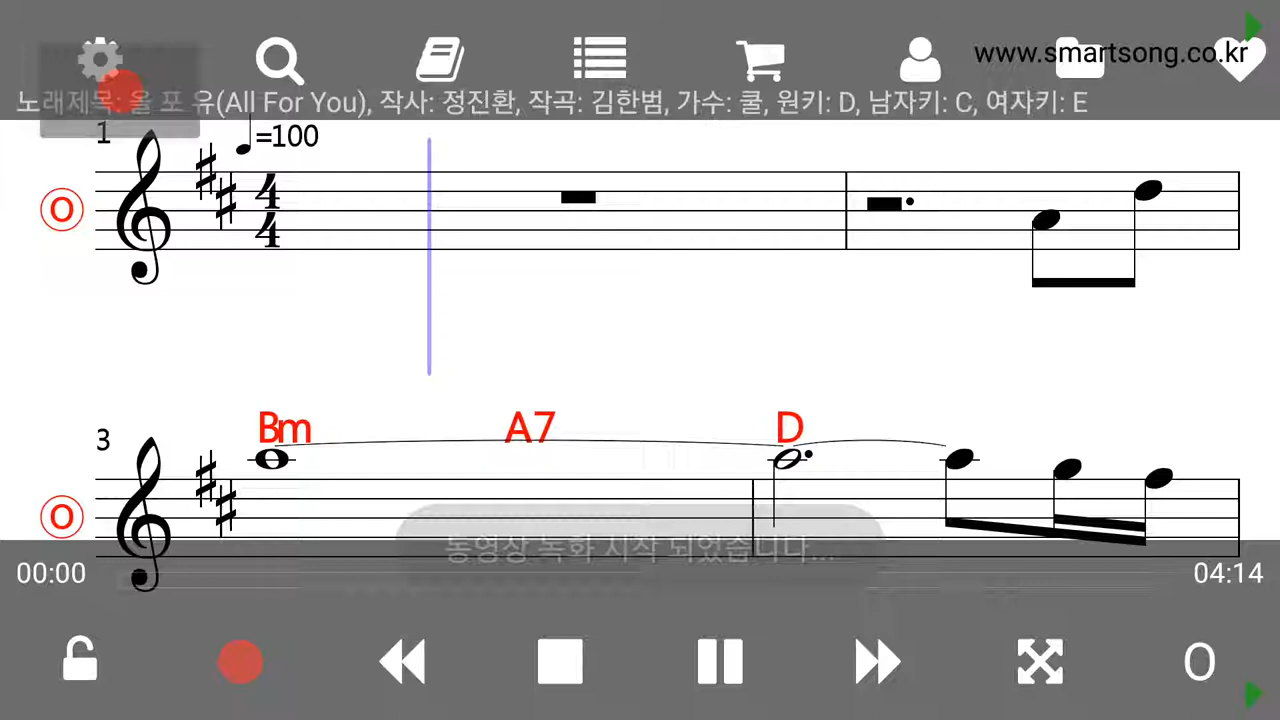 www.smartsong.co.kr
노래제목: 올 포 유(All For You), 작사: 정진환, 작곡: 김한범, 가수: 쿨, 원키: D, 남자키: C, 여자키: E
1
=100
4
4
O
Bm A7 D
3
O
동영상 녹화 시작 되었습니다...
00:00 04:14
O